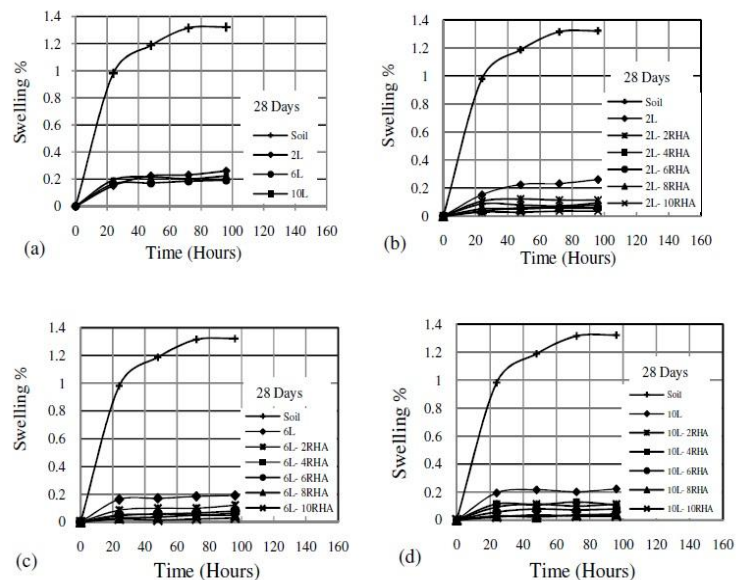 1.4
1.2
1
0.8
0.6
0.4
0.2
0
Swelling %
28 Days
Soil
2L
6L
10L
0 20 40 60 80 100 120 140 160
Time (Hours)
(a)
1.4
1.2
1
0.8
0.6
0.4
0.2
0
Swelling %
28 Days
Soil
2L
2L- 2RHA
2L- 4RHA
2L- 6RHA
2L- 8RHA
2L- 10RHA
0 20 40 60 80 100 120 140 160
Time (Hours)
(b)
1.4
1.2
1
0.8
0.6
0.4
0.2
0
Swelling %
28 Days
Soil
6L
6L- 2RHA
6L- 4RHA
6L- 6RHA
6L- 8RHA
6L- 10RHA
0 20 40 60 80 100 120 140 160
Time (Hours)
(c)
1.4
1.2
1
0.8
0.6
0.4
0.2
0
Swelling %
28 Days
Soil
10L
10L- 2RHA
10L- 4RHA
10L- 6RHA
10L- 8RHA
10L- 10RHA
0 20 40 60 80 100 120 140 160
Time (Hours)
(d)